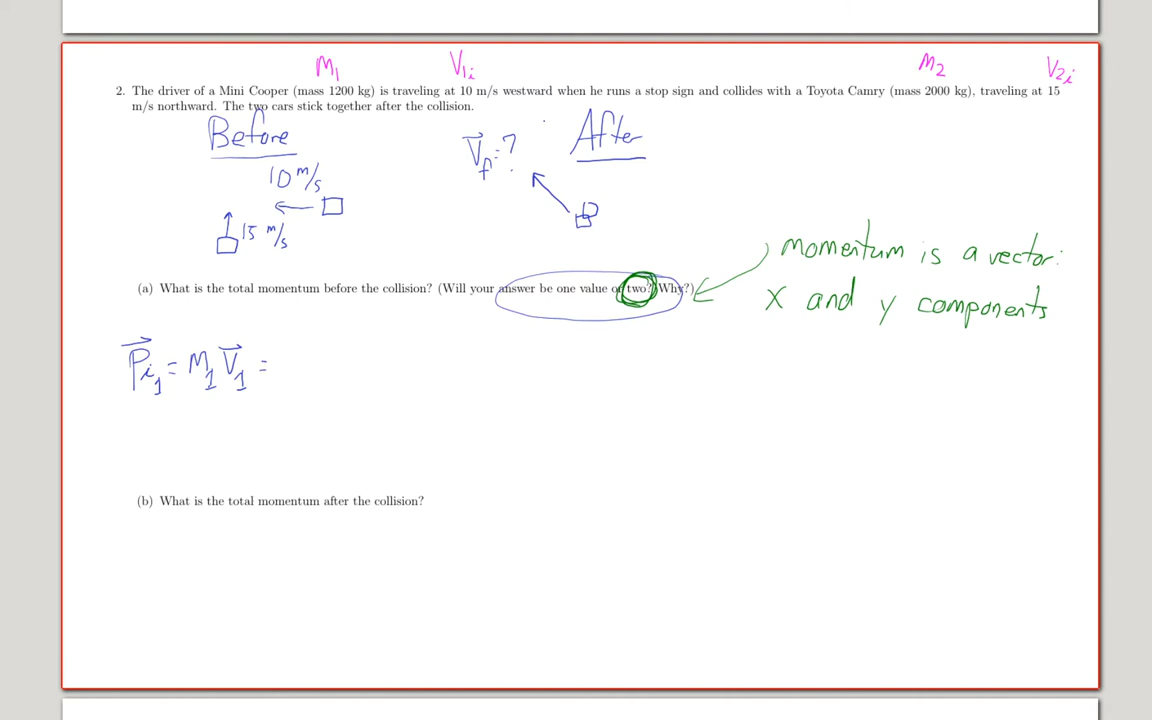 M₁ V₁ᵢ M₂ V₂ᵢ
2. The driver of a Mini Cooper (mass 1200 kg) is traveling at 10 m/s westward when he runs a stop sign and collides with a Toyota Camry (mass 2000 kg), traveling at 15
m/s northward. The two cars stick together after the collision.
Before
After
V⃗f=?
10 m/s
15 m/s
momentum is a vector:
x and y components
(a) What is the total momentum before the collision? (Will your answer be one value or two? Why?)
P⃗i₁ = M₁ V⃗₁ =
(b) What is the total momentum after the collision?